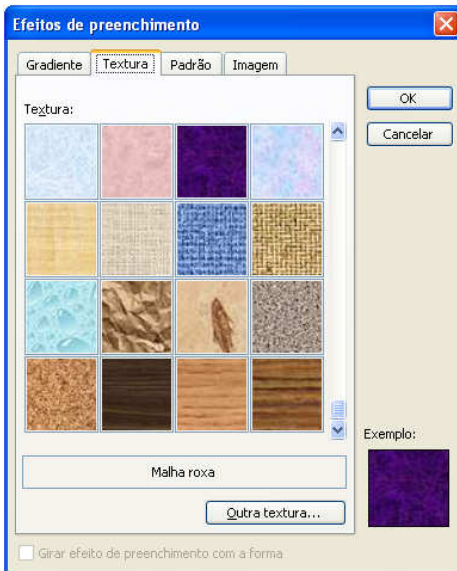 Efeitos de preenchimento
Gradiente Textura Padrão Imagem
OK
Textura:
Cancelar
Exemplo:
Malha roxa
Outra textura...
Girar efeito de preenchimento com a forma